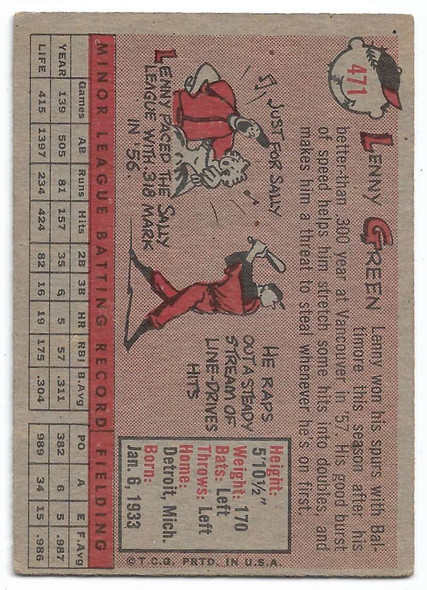 471
LENNY GREEN
Lenny won his spurs with Bal-
timore this season after his
better-than 300 year at Vancouver in '57. His good burst
of speed helps him stretch some hits into doubles, and
makes him a threat to steal whenever he's on first.
JUST FOR SALLY
LENNY PACED THE SALLY
LEAGUE WITH .318 MARK
IN '56.
HE RAPS
OUT A STEADY
STREAM OF
LINE-DRIVES
HITS
Height:
5'10½"
Weight: 170
Bats: Left
Throws: Left
Home:
Detroit, Mich.
Born:
Jan. 6, 1933
MINOR LEAGUE BATTING RECORD FIELDING
Games AB Runs Hits 2B 3B HR RBI B.Avg PO A E F.Avg
YEAR 139 505 81 157 35 6 5 57 .311 382 6 5 .987
LIFE 415 1397 234 424 82 16 19 175 .304 989 34 15 .986
© T.C.G. PRTD. IN U.S.A.